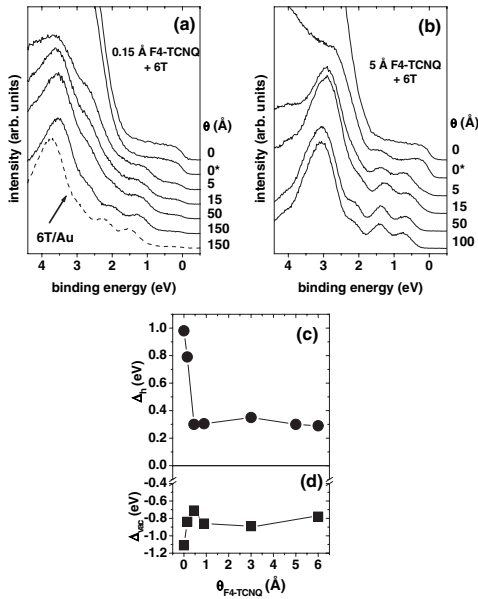 (a)
0.15 Å F4-TCNQ
+ 6T
θ (Å)
0
0*
5
15
50
150
150
6T/Au
intensity (arb. units)
4 3 2 1 0
binding energy (eV)
(b)
5 Å F4-TCNQ
+ 6T
θ (Å)
0
0*
5
15
50
100
intensity (arb. units)
4 3 2 1 0
binding energy (eV)
(c)
1.0
0.8
0.6
0.4
0.2
0.0
Δh (eV)
(d)
-0.4
-0.6
-0.8
-1.0
-1.2
Δvac (eV)
0 1 2 3 4 5 6
θF4-TCNQ (Å)